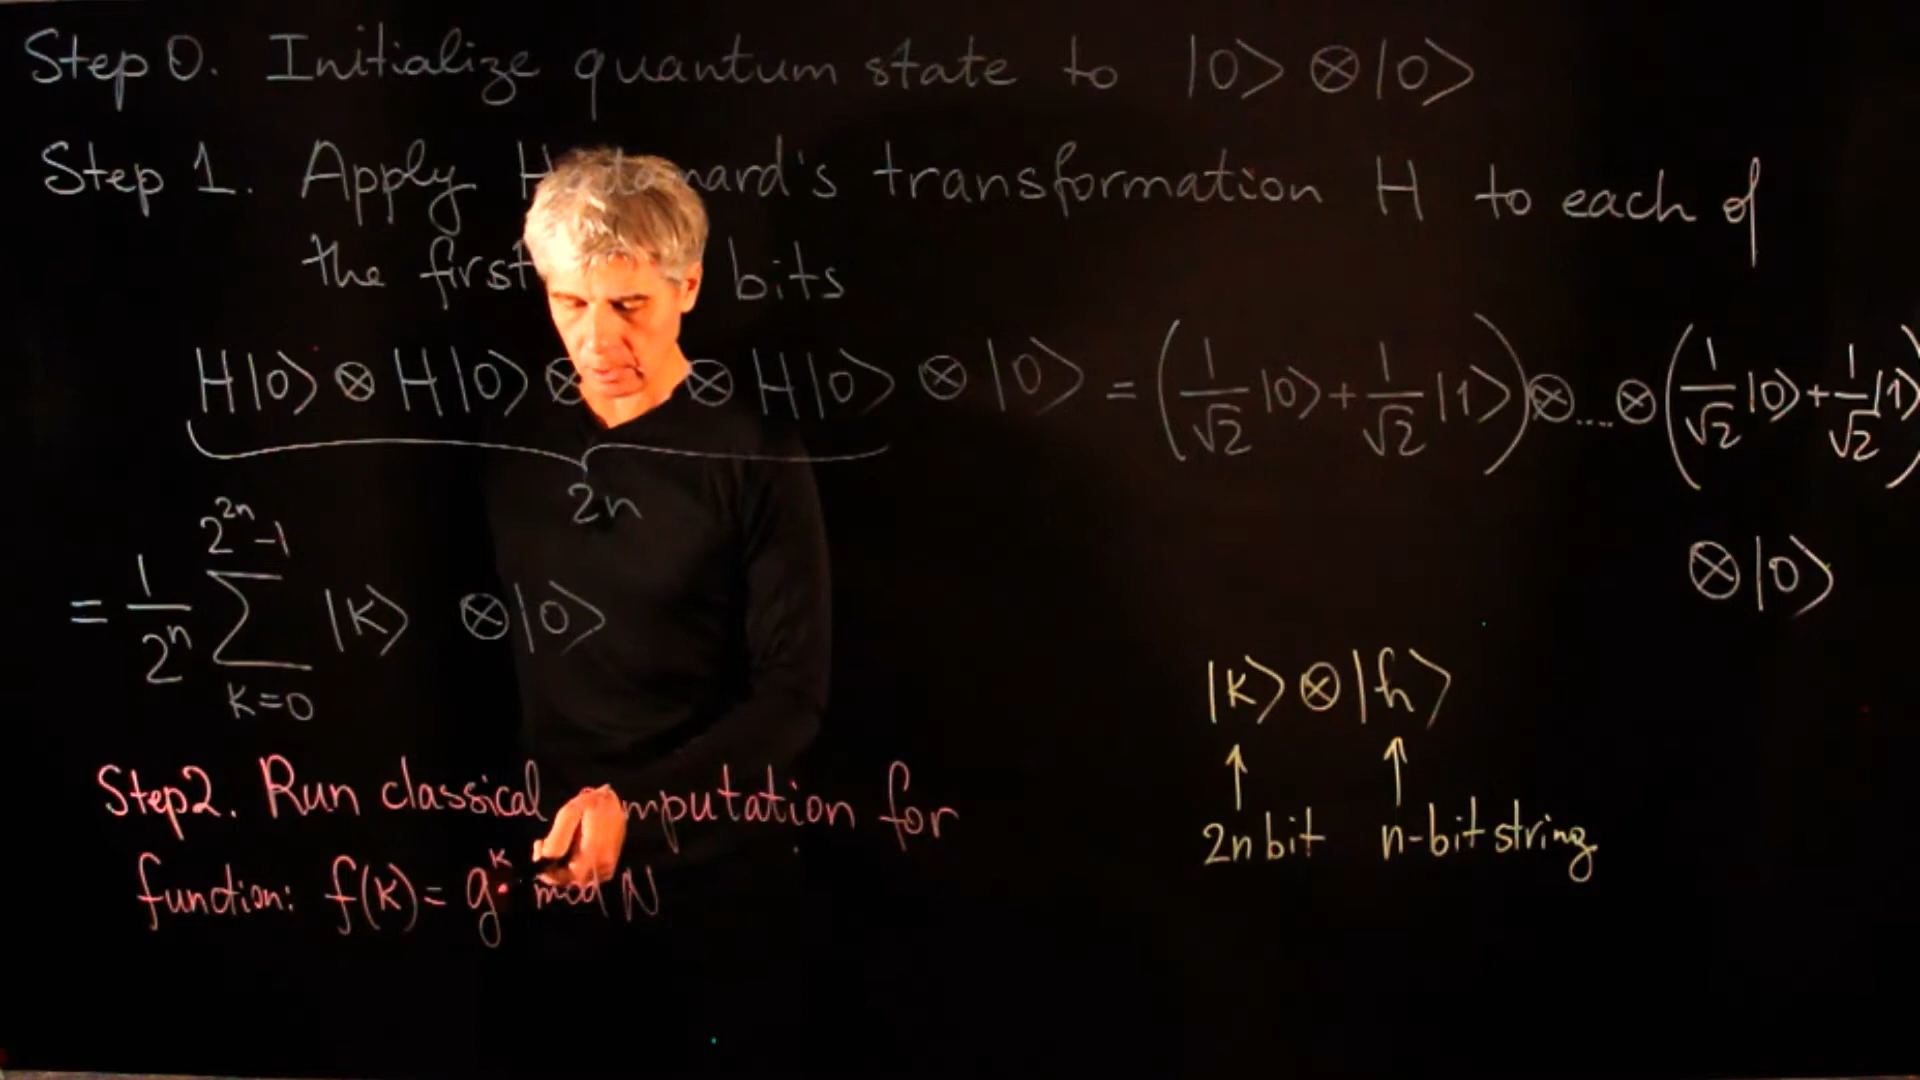 Step 0. Initialize quantum state to |0> ⊗ |0>
Step 1. Apply Hadamard's transformation H to each of
the first bits
H|0> ⊗ H|0> ⊗ ⊗ H|0> ⊗ |0> = (1/√2 |0> + 1/√2 |1>) ⊗ .... ⊗ (1/√2 |0> + 1/√2 |1>)
2n
⊗ |0>
= 1/2^n ∑_{k=0}^{2^{2n}-1} |k> ⊗ |0>
|k> ⊗ |h>
2n bit n-bit string
Step 2. Run classical computation for
function: f(k) = g^k mod N